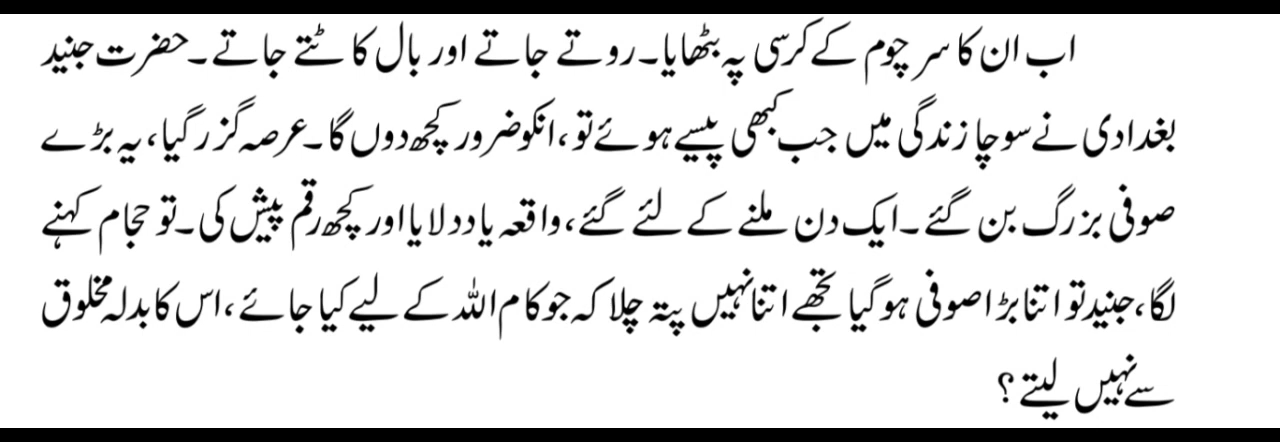 اب ان کا سر چوم کے کرسی پہ بٹھایا۔ روتے جاتے اور بال کاٹتے جاتے۔ حضرت جنید
بغدادی نے سوچا زندگی میں جب کبھی پیسے ہوئے تو، انکو ضرور کچھ دوں گا۔ عرصہ گزر گیا، یہ بڑے
صوفی بزرگ بن گئے۔ ایک دن ملنے کے لئے گئے، واقعہ یاد دلایا اور کچھ رقم پیش کی۔ تو حجام کہنے
لگا، جنید تو اتنا بڑا صوفی ہو گیا تجھے اتنا نہیں پتہ چلا کہ جو کام اللہ کے لیے کیا جائے، اس کا بدلہ مخلوق
سے نہیں لیتے؟